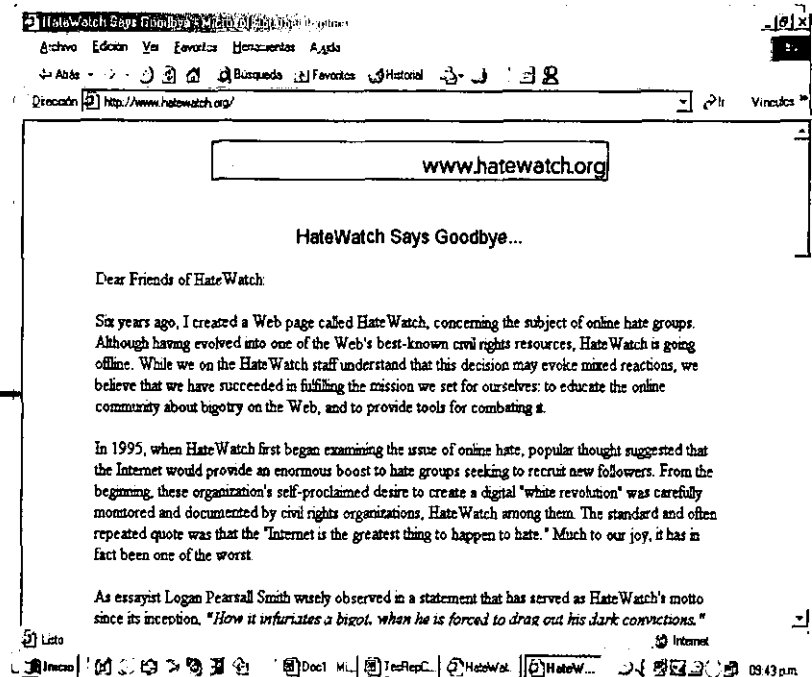 HateWatch Says Goodbye
Archivo Edición Ver Favoritos Herramientas Ayuda
Atrás Búsqueda Favoritos Historial
Dirección http://www.hatewatch.org/ Ir Vínculos »
www.hatewatch.org
HateWatch Says Goodbye...
Dear Friends of HateWatch:
Six years ago, I created a Web page called HateWatch, concerning the subject of online hate groups.
Although having evolved into one of the Web's best-known civil rights resources, HateWatch is going
offline. While we on the HateWatch staff understand that this decision may evoke mixed reactions, we
believe that we have succeeded in fulfilling the mission we set for ourselves: to educate the online
community about bigotry on the Web, and to provide tools for combating it.
In 1995, when HateWatch first began examining the issue of online hate, popular thought suggested that
the Internet would provide an enormous boost to hate groups seeking to recruit new followers. From the
beginning, these organization's self-proclaimed desire to create a digital "white revolution" was carefully
monitored and documented by civil rights organizations, HateWatch among them. The standard and often
repeated quote was that the "Internet is the greatest thing to happen to hate." Much to our joy, it has in
fact been one of the worst.
As essayist Logan Pearsall Smith wisely observed in a statement that has served as HateWatch's motto
since its inception, "How it infuriates a bigot, when he is forced to drag out his dark convictions."
Listo Internet
Inicio Doc1 Mi... TecRepC... HateWat... HateW... 09:43 p.m.